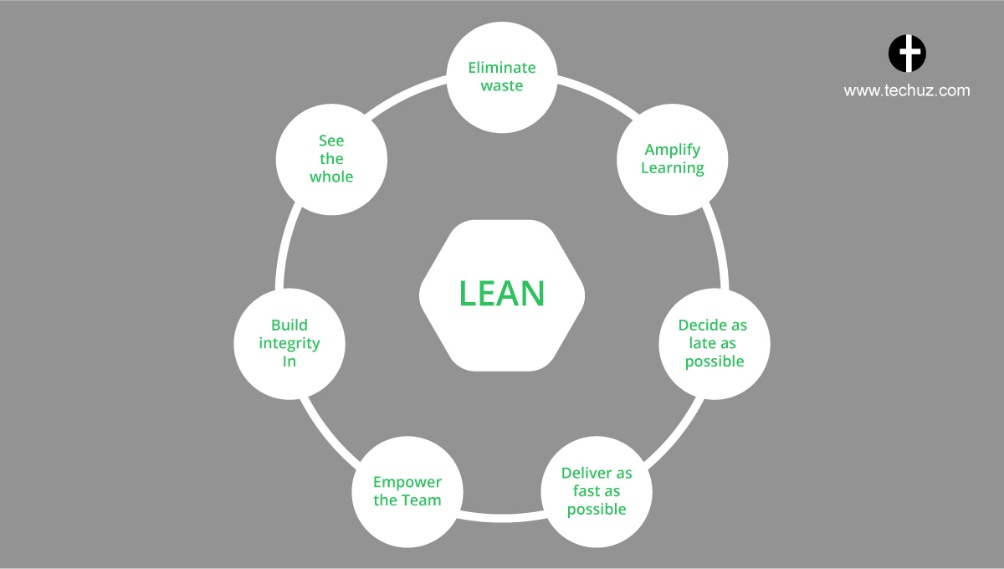 Eliminate
waste
www.techuz.com
Amplify
Learning
Decide as
late as
possible
Deliver as
fast as
possible
Empower
the Team
Build
integrity
In
See
the
whole
LEAN